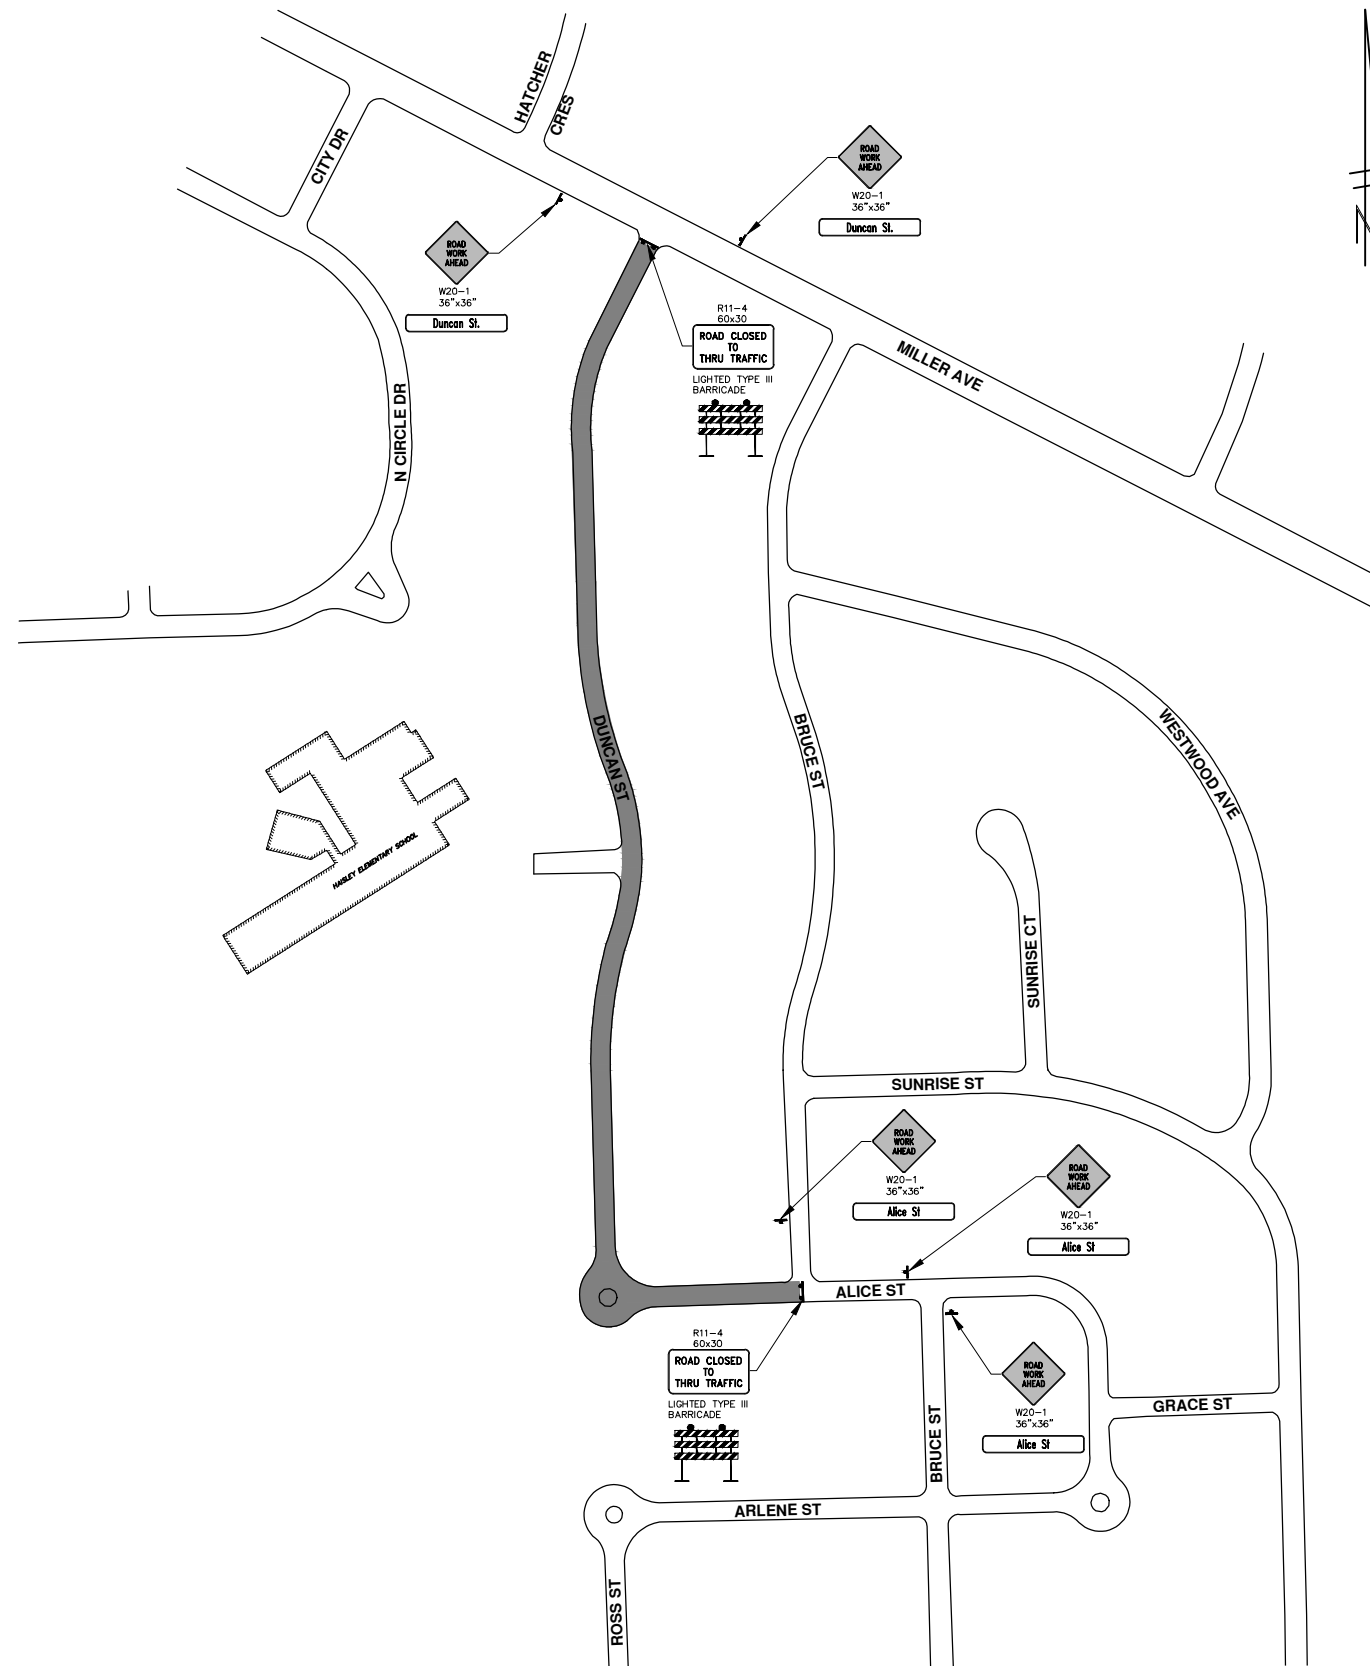 HATCHER
CRES
CITY DR
ROAD
WORK
AHEAD
W20-1
36"x36"
Duncan St.
ROAD
WORK
AHEAD
W20-1
36"x36"
Duncan St.
R11-4
60x30
ROAD CLOSED
TO
THRU TRAFFIC
LIGHTED TYPE III
BARRICADE
MILLER AVE
N CIRCLE DR
DUNCAN ST
BRUCE ST
WESTWOOD AVE
HAISLEY ELEMENTARY SCHOOL
SUNRISE CT
SUNRISE ST
ROAD
WORK
AHEAD
W20-1
36"x36"
Alice St
ROAD
WORK
AHEAD
W20-1
36"x36"
Alice St
ALICE ST
R11-4
60x30
ROAD CLOSED
TO
THRU TRAFFIC
LIGHTED TYPE III
BARRICADE
ROAD
WORK
AHEAD
W20-1
36"x36"
Alice St
GRACE ST
BRUCE ST
ARLENE ST
ROSS ST
N